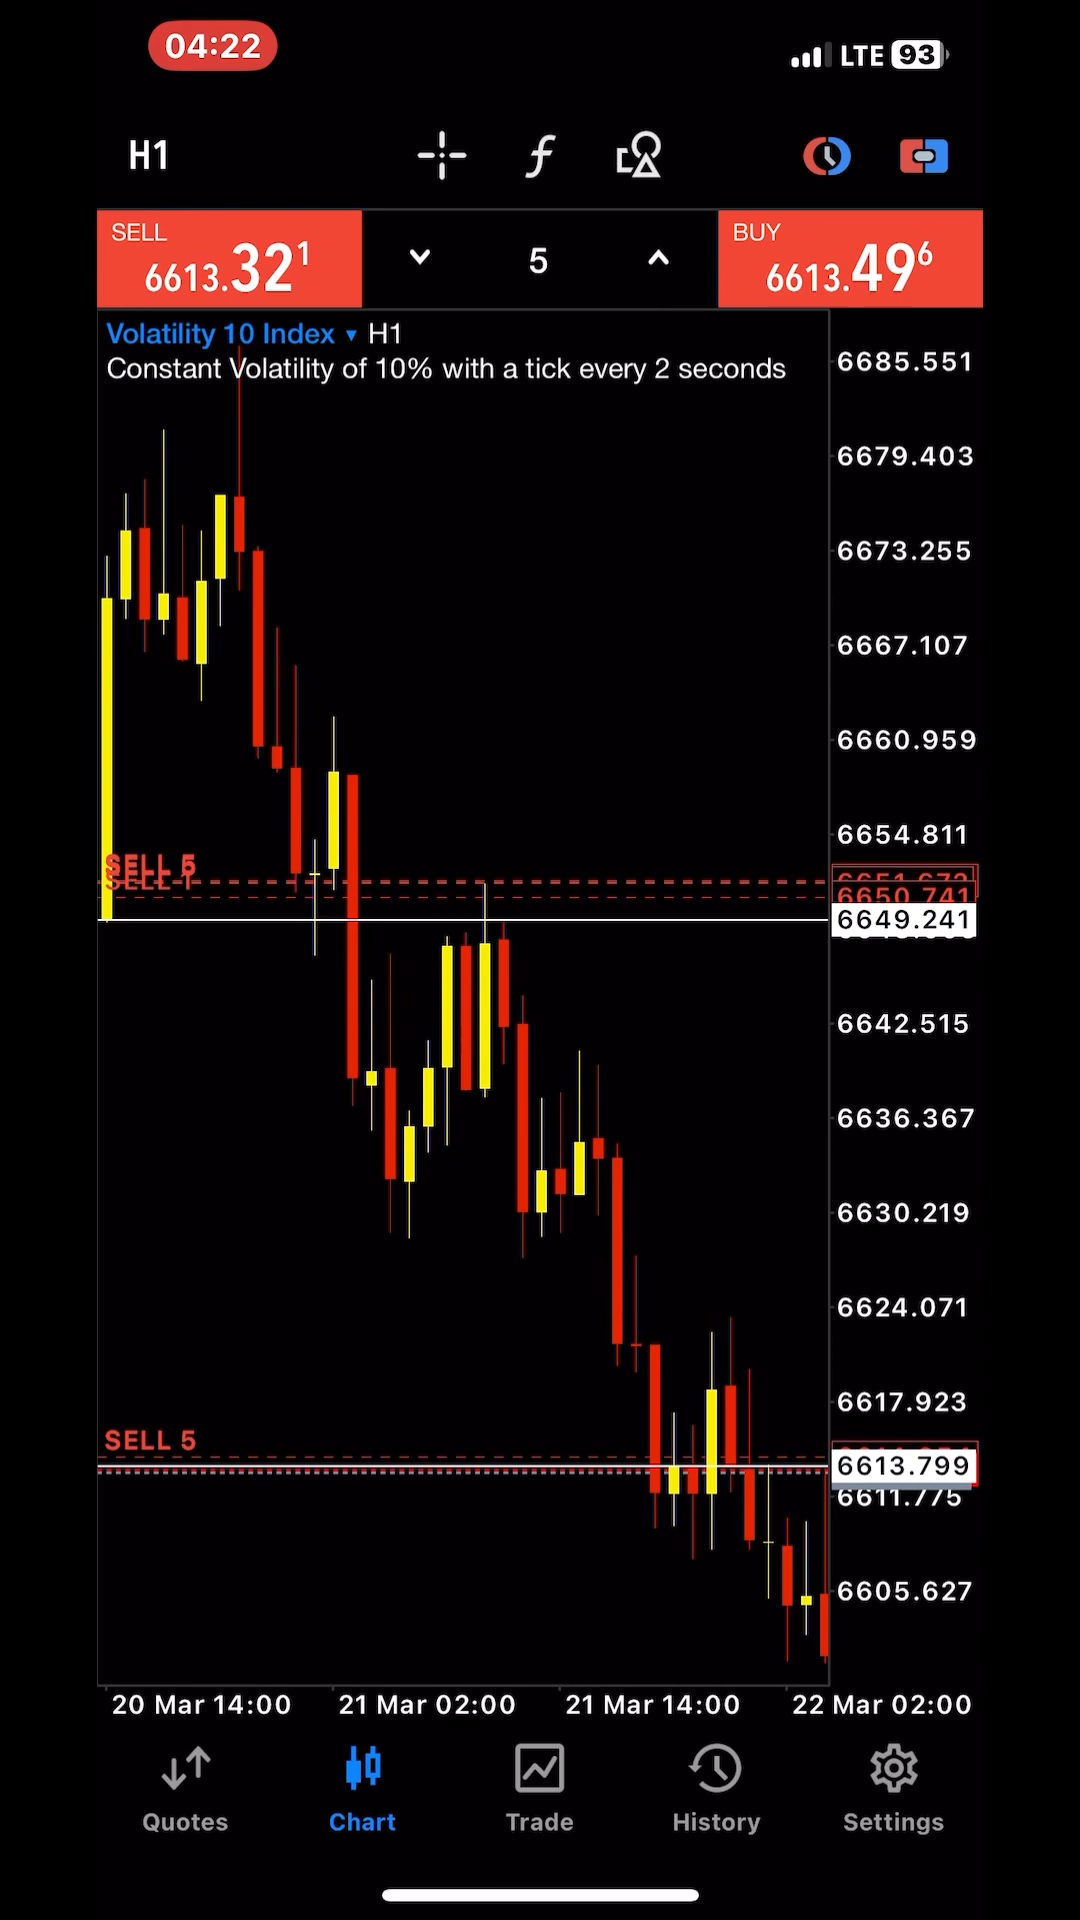 04:22
LTE 93
H1
SELL
6613.321
5
BUY
6613.496
Volatility 10 Index ▾ H1
Constant Volatility of 10% with a tick every 2 seconds
6685.551
6679.403
6673.255
6667.107
6660.959
6654.811
SELL 5
SELL 1
6650.741
6649.241
6642.515
6636.367
6630.219
6624.071
6617.923
SELL 5
6613.799
6611.775
6605.627
20 Mar 14:00
21 Mar 02:00
21 Mar 14:00
22 Mar 02:00
Quotes
Chart
Trade
History
Settings